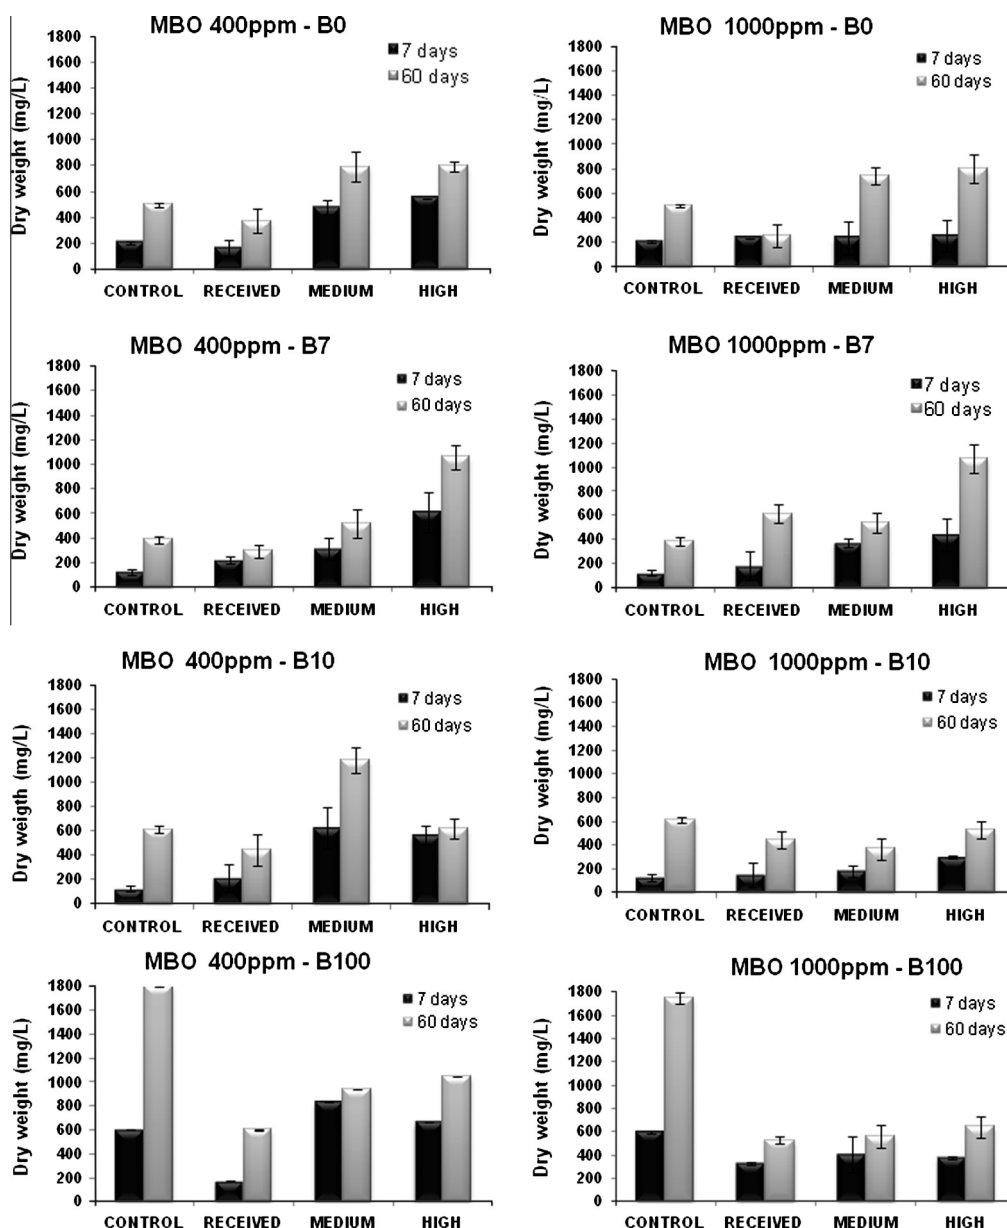 MBO 400ppm - B0
Dry weight (mg/L)
1800
1600
1400
1200
1000
800
600
400
200
0
7 days
60 days
CONTROL RECEIVED MEDIUM HIGH
MBO 1000ppm - B0
Dry weight (mg/L)
1800
1600
1400
1200
1000
800
600
400
200
0
7 days
60 days
CONTROL RECEIVED MEDIUM HIGH
MBO 400ppm - B7
Dry weight (mg/L)
1800
1600
1400
1200
1000
800
600
400
200
0
7 days
60 days
CONTROL RECEIVED MEDIUM HIGH
MBO 1000ppm - B7
Dty weight (mg/L)
1800
1600
1400
1200
1000
800
600
400
200
0
7 days
60 days
CONTROL RECEIVED MEDIUM HIGH
MBO 400ppm - B10
Dry weigth (mg/L)
1800
1600
1400
1200
1000
800
600
400
200
0
7 days
60 days
CONTROL RECEIVED MEDIUM HIGH
MBO 1000ppm - B10
Dry weight (mg/L)
1800
1600
1400
1200
1000
800
600
400
200
0
7 days
60 days
CONTROL RECEIVED MEDIUM HIGH
MBO 400ppm - B100
Dry weight (mg/L)
1800
1600
1400
1200
1000
800
600
400
200
0
7 days
60 days
CONTROL RECEIVED MEDIUM HIGH
MBO 1000ppm - B100
Dry weight (mg/L)
1800
1600
1400
1200
1000
800
600
400
200
0
7 days
60 days
CONTROL RECEIVED MEDIUM HIGH